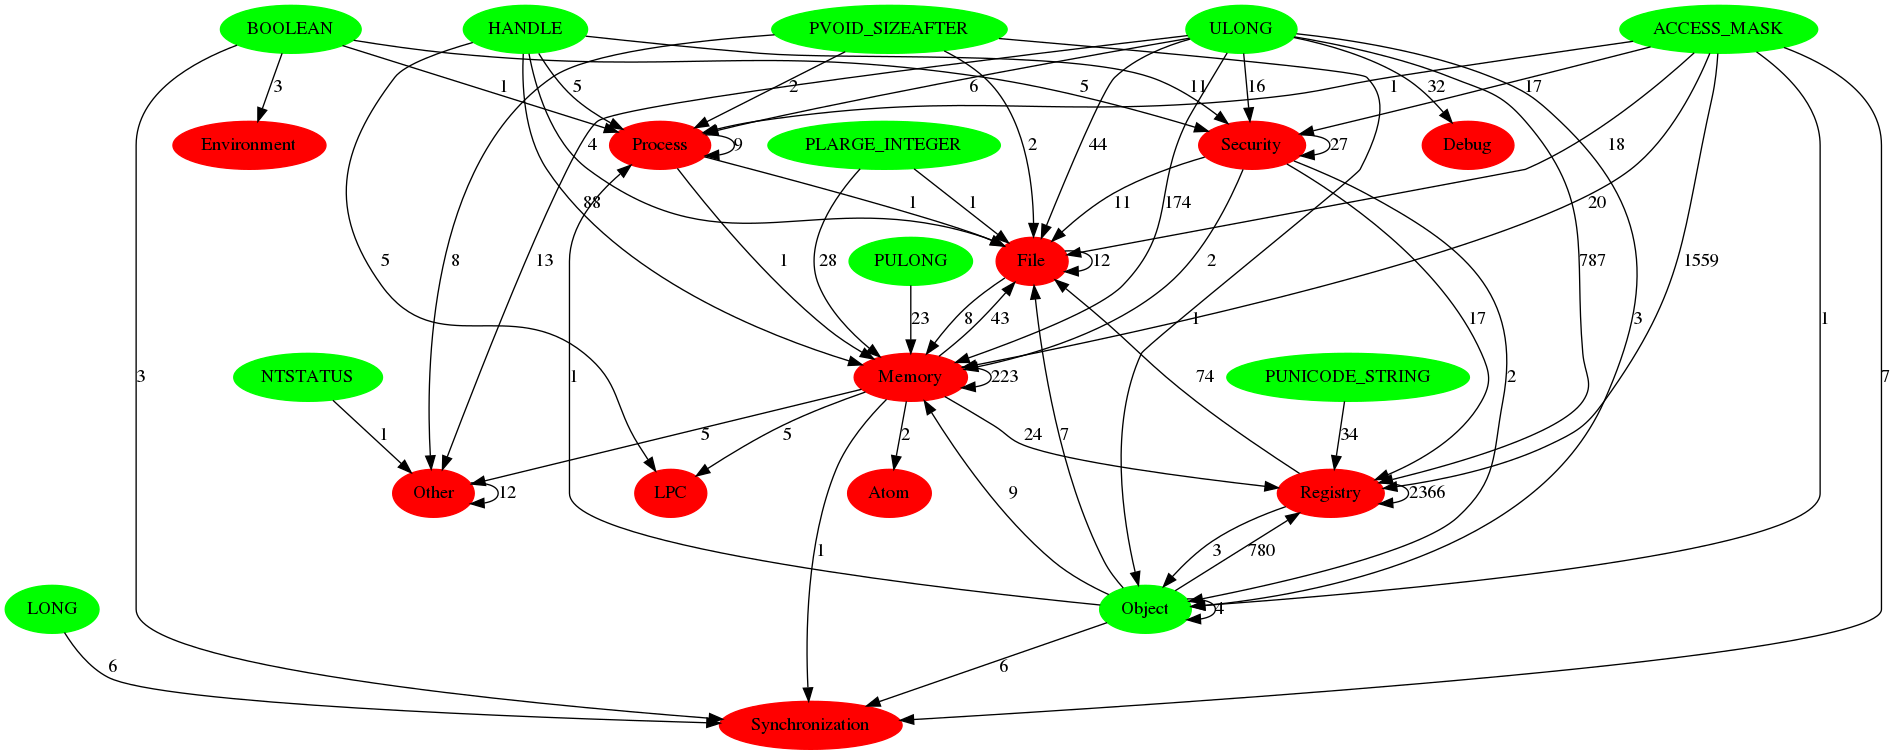 BOOLEAN HANDLE PVOID_SIZEAFTER ULONG ACCESS_MASK
3 1 5 5 2 6 11 16 32 1 17
Environment Process PLARGE_INTEGER Security Debug
4 9 2 44 27 18
88 1 1 11 174 20
5 8 13 1 28 PULONG File 12 2 787 1559
23 8 43 1 17 3 1
3 1 NTSTATUS Memory 223 74 2 PUNICODE_STRING 7
1 5 5 2 24 7 34
Other 12 LPC Atom 9 Registry 2366
1 3 780
LONG Object 4
6 6
Synchronization